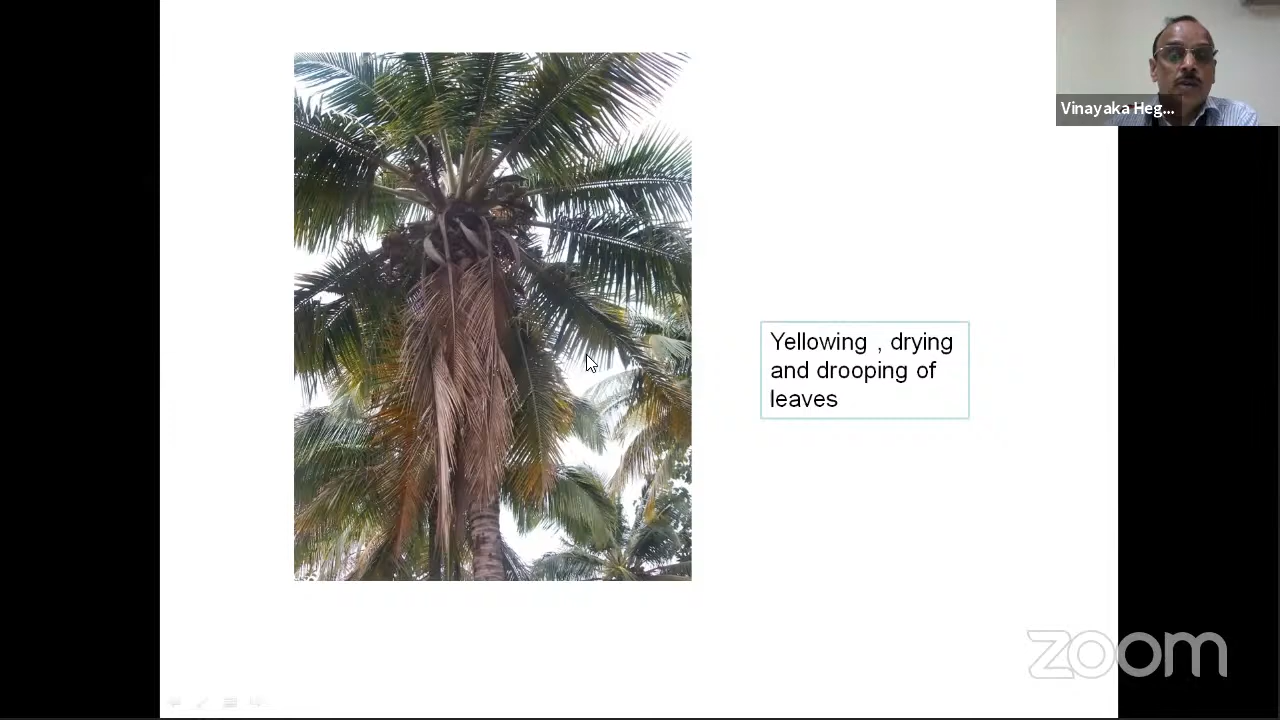 Vinayaka Heg...
Yellowing , drying
and drooping of
leaves
zoom